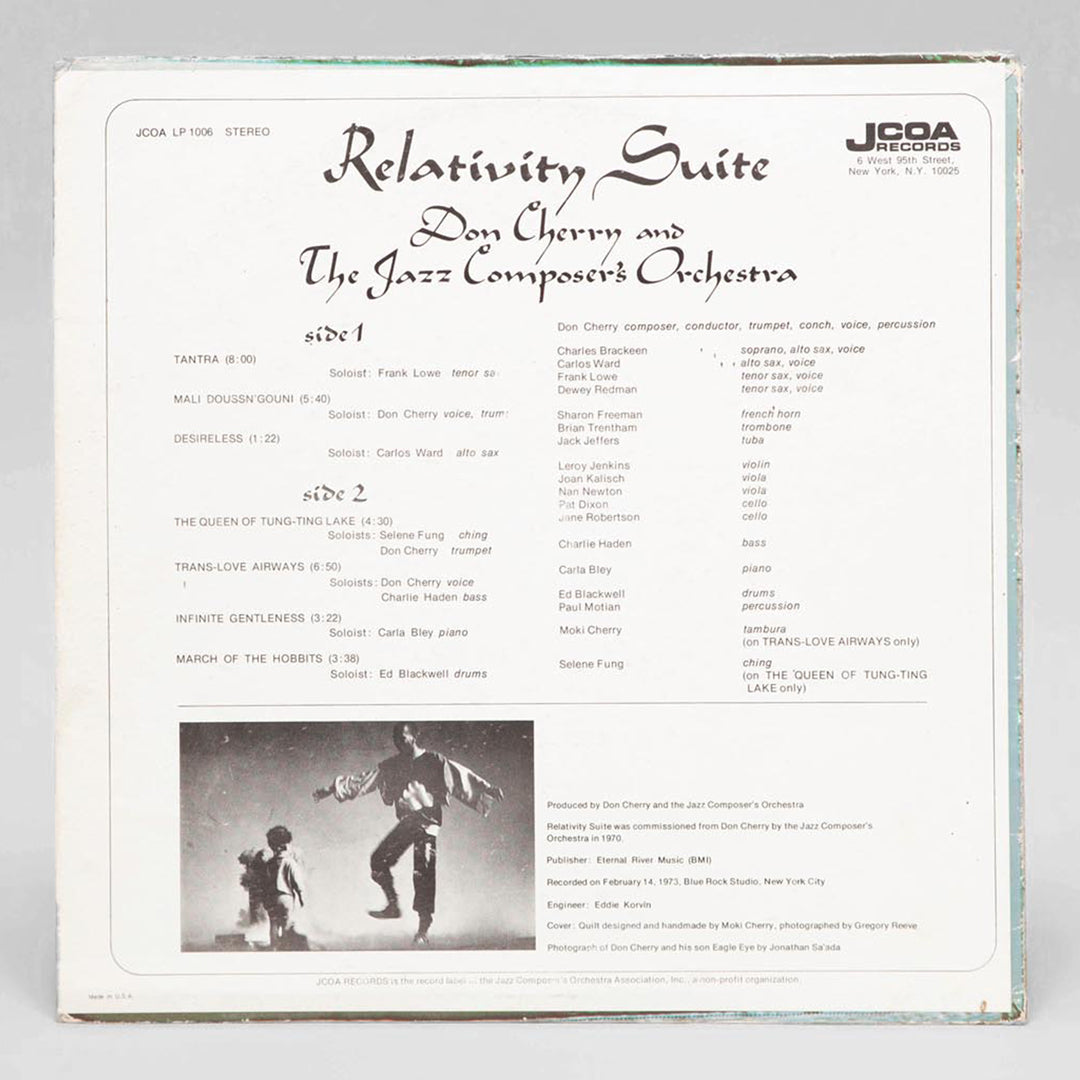 JCOA LP 1006 STEREO
JCOA
RECORDS
6 West 95th Street,
New York, N.Y. 10025
Relativity Suite
Don Cherry and
The Jazz Composer's Orchestra
side 1
TANTRA (8:00)
Soloist: Frank Lowe tenor
MALI DOUSSN'GOUNI (5:40)
Soloist: Don Cherry voice,
DESIRELESS (1:22)
Soloist: Carlos Ward alto sax
side 2
THE QUEEN OF TUNG-TING LAKE (4:30)
Soloists: Selene Fung ching
Don Cherry trumpet
TRANS-LOVE AIRWAYS (6:50)
Soloists: Don Cherry voice
Charlie Haden bass
INFINITE GENTLENESS (3:22)
Soloist: Carla Bley piano
MARCH OF THE HOBBITS (3:38)
Soloist: Ed Blackwell drums
Don Cherry composer, conductor, trumpet, conch, voice, percussion
Charles Brackeen soprano, alto sax, voice
Carlos Ward alto sax, voice
Frank Lowe tenor sax, voice
Dewey Redman tenor sax, voice
Sharon Freeman french horn
Brian Trentham trombone
Jack Jeffers tuba
Leroy Jenkins violin
Joan Kalisch viola
Nan Newton viola
Pat Dixon cello
Jane Robertson cello
Charlie Haden bass
Carla Bley piano
Ed Blackwell drums
Paul Motian percussion
Moki Cherry tambura
(on TRANS-LOVE AIRWAYS only)
Selene Fung ching
(on THE QUEEN OF TUNG-TING
LAKE only)
Produced by Don Cherry and the Jazz Composer's Orchestra
Relativity Suite was commissioned from Don Cherry by the Jazz Composer's
Orchestra in 1970.
Publisher: Eternal River Music (BMI)
Recorded on February 14, 1973, Blue Rock Studio, New York City
Engineer: Eddie Korvin
Cover: Quilt designed and handmade by Moki Cherry, photographed by Gregory Reeve
Photograph of Don Cherry and his son Eagle Eye by Jonathan Sa'ada
JCOA RECORDS is the record label the Jazz Composer's Orchestra Association, Inc., a non-profit organization.
Made in U.S.A.